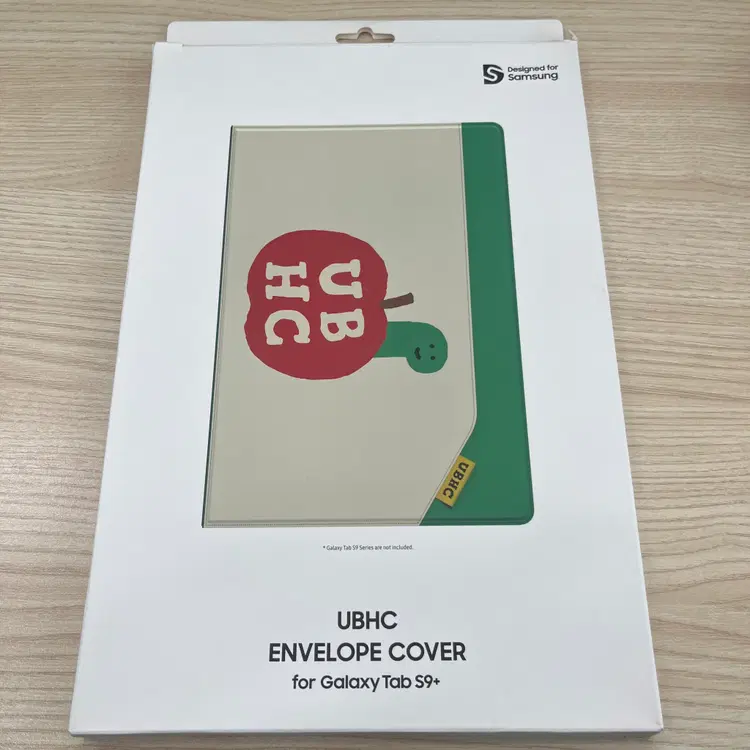 Designed for
Samsung
UB
HC
UBHC
* Galaxy Tab S9 Series are not included.
UBHC
ENVELOPE COVER
for Galaxy Tab S9+